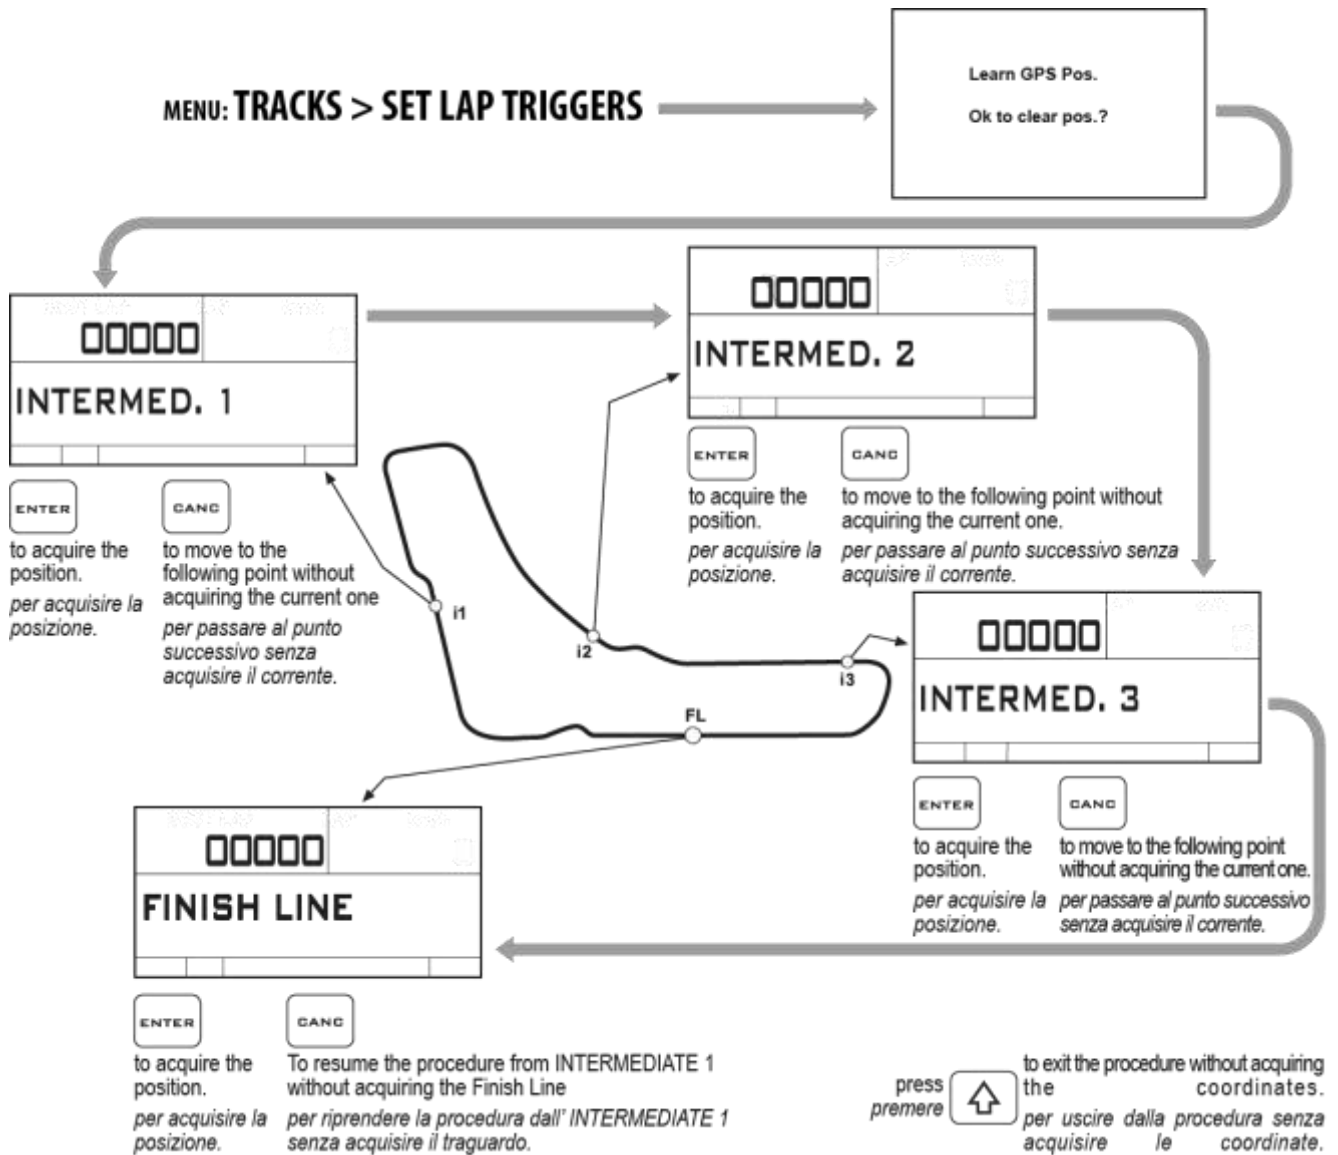 MENU: TRACKS > SET LAP TRIGGERS
Learn GPS Pos.
Ok to clear pos.?
00000
INTERMED. 1
ENTER
to acquire the
position.
per acquisire la
posizione.
CANC
to move to the
following point without
acquiring the current one
per passare al punto
successivo senza
acquisire il corrente.
00000
INTERMED. 2
ENTER
to acquire the
position.
per acquisire la
posizione.
CANC
to move to the following point without
acquiring the current one.
per passare al punto successivo senza
acquisire il corrente.
i1
i2
i3
FL
00000
INTERMED. 3
ENTER
to acquire the
position.
per acquisire la
posizione.
CANC
to move to the following point
without acquiring the current one.
per passare al punto successivo
senza acquisire il corrente.
00000
FINISH LINE
ENTER
to acquire the
position.
per acquisire la
posizione.
CANC
To resume the procedure from INTERMEDIATE 1
without acquiring the Finish Line
per riprendere la procedura dall' INTERMEDIATE 1
senza acquisire il traguardo.
press
premere
to exit the procedure without acquiring
the coordinates.
per uscire dalla procedura senza
acquisire le coordinate.